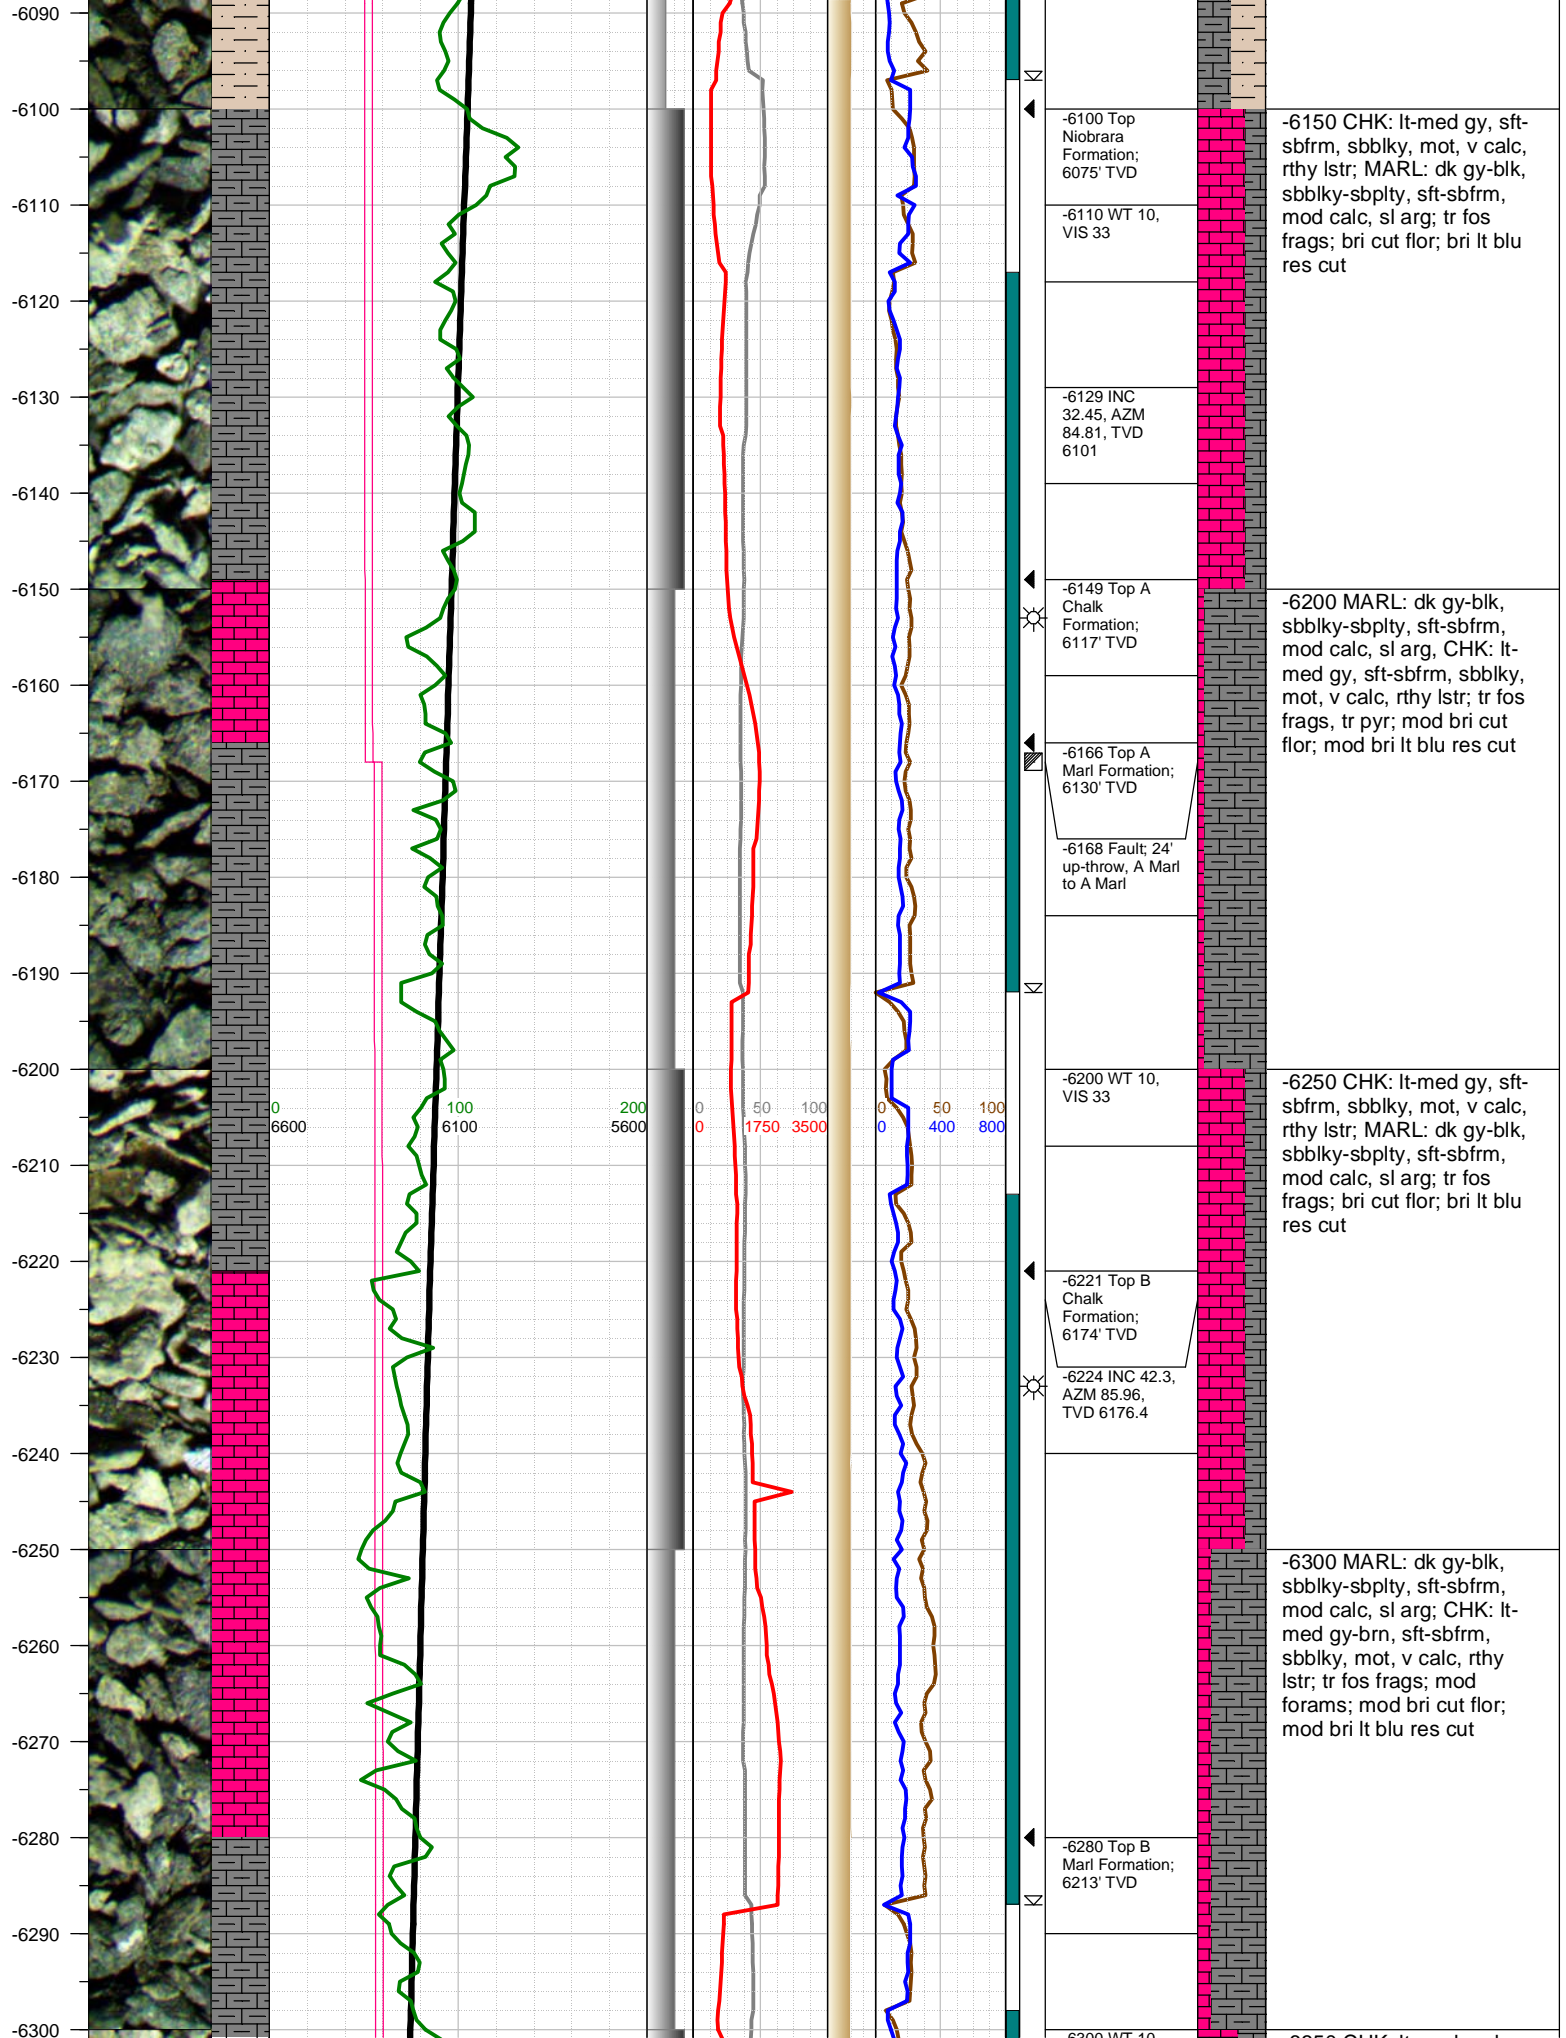 -6090
-6100
-6110
-6120
-6130
-6140
-6150
-6160
-6170
-6180
-6190
-6200
-6210
-6220
-6230
-6240
-6250
-6260
-6270
-6280
-6290
-6300
0 100 200
6600 6100 5600
0 50 100
0 1750 3500
0 50 100
0 400 800
-6100 Top
Niobrara
Formation;
6075' TVD
-6110 WT 10,
VIS 33
-6129 INC
32.45, AZM
84.81, TVD
6101
-6149 Top A
Chalk
Formation;
6117' TVD
-6166 Top A
Marl Formation;
6130' TVD
-6168 Fault; 24'
up-throw, A Marl
to A Marl
-6200 WT 10,
VIS 33
-6221 Top B
Chalk
Formation;
6174' TVD
-6224 INC 42.3,
AZM 85.96,
TVD 6176.4
-6280 Top B
Marl Formation;
6213' TVD
-6300 WT 10
-6150 CHK: lt-med gy, sft-
sbfrm, sbblky, mot, v calc,
rthy lstr; MARL: dk gy-blk,
sbblky-sbplty, sft-sbfrm,
mod calc, sl arg; tr fos
frags; bri cut flor; bri lt blu
res cut
-6200 MARL: dk gy-blk,
sbblky-sbplty, sft-sbfrm,
mod calc, sl arg, CHK: lt-
med gy, sft-sbfrm, sbblky,
mot, v calc, rthy lstr; tr fos
frags, tr pyr; mod bri cut
flor; mod bri lt blu res cut
-6250 CHK: lt-med gy, sft-
sbfrm, sbblky, mot, v calc,
rthy lstr; MARL: dk gy-blk,
sbblky-sbplty, sft-sbfrm,
mod calc, sl arg; tr fos
frags; bri cut flor; bri lt blu
res cut
-6300 MARL: dk gy-blk,
sbblky-sbplty, sft-sbfrm,
mod calc, sl arg; CHK: lt-
med gy-brn, sft-sbfrm,
sbblky, mot, v calc, rthy
lstr; tr fos frags; mod
forams; mod bri cut flor;
mod bri lt blu res cut